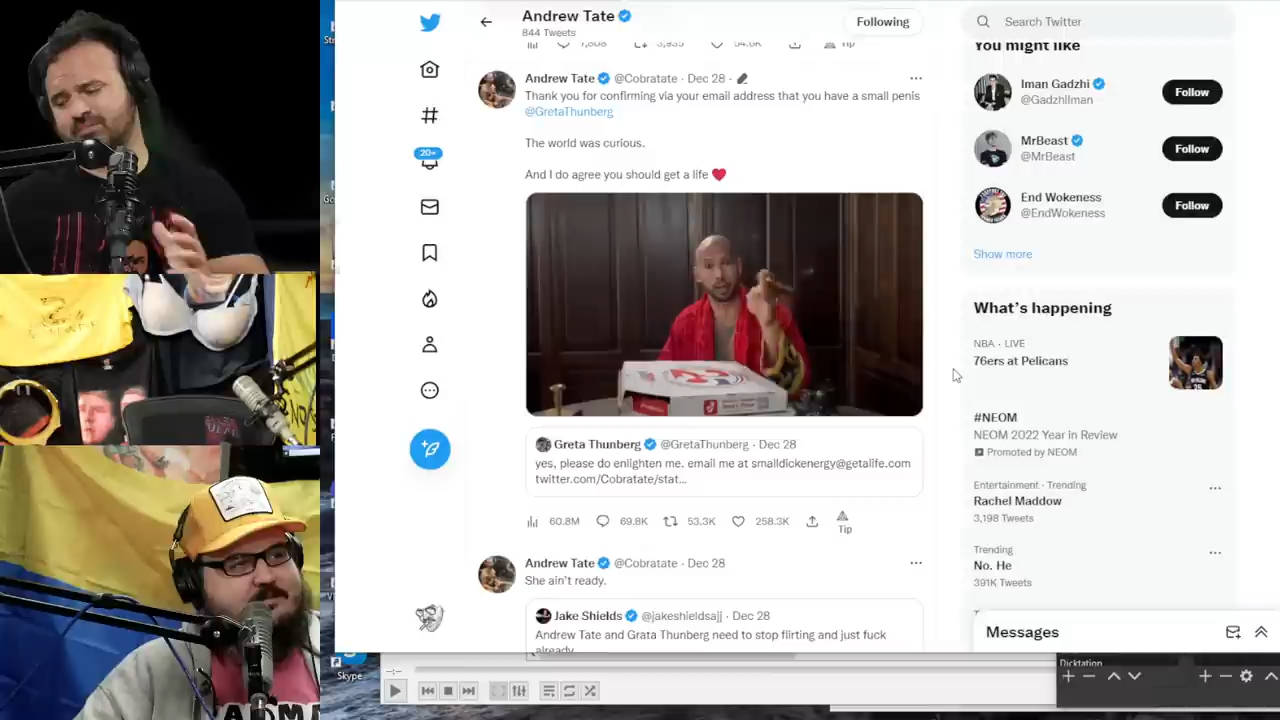 Andrew Tate
844 Tweets
Following
Search Twitter
54.6K
Tip
Andrew Tate @Cobratate · Dec 28 ·
Thank you for confirming via your email address that you have a small penis
@GretaThunberg
The world was curious.
And I do agree you should get a life ❤️
Greta Thunberg @GretaThunberg · Dec 28
yes, please do enlighten me. email me at smalldickenergy@getalife.com
twitter.com/Cobratate/stat...
60.8M
69.8K
53.3K
258.3K
Tip
Andrew Tate @Cobratate · Dec 28
She ain't ready.
Jake Shields @jakeshieldsajj · Dec 28
Andrew Tate and Grata Thunberg need to stop flirting and just fuck
already
20+
You might like
Iman Gadzhi
@GadzhiIman
Follow
MrBeast
@MrBeast
Follow
End Wokeness
@EndWokeness
Follow
Show more
What's happening
NBA · LIVE
76ers at Pelicans
#NEOM
NEOM 2022 Year in Review
Promoted by NEOM
Entertainment · Trending
Rachel Maddow
3,198 Tweets
Trending
No. He
391K Tweets
Messages
Skype
Dicktation